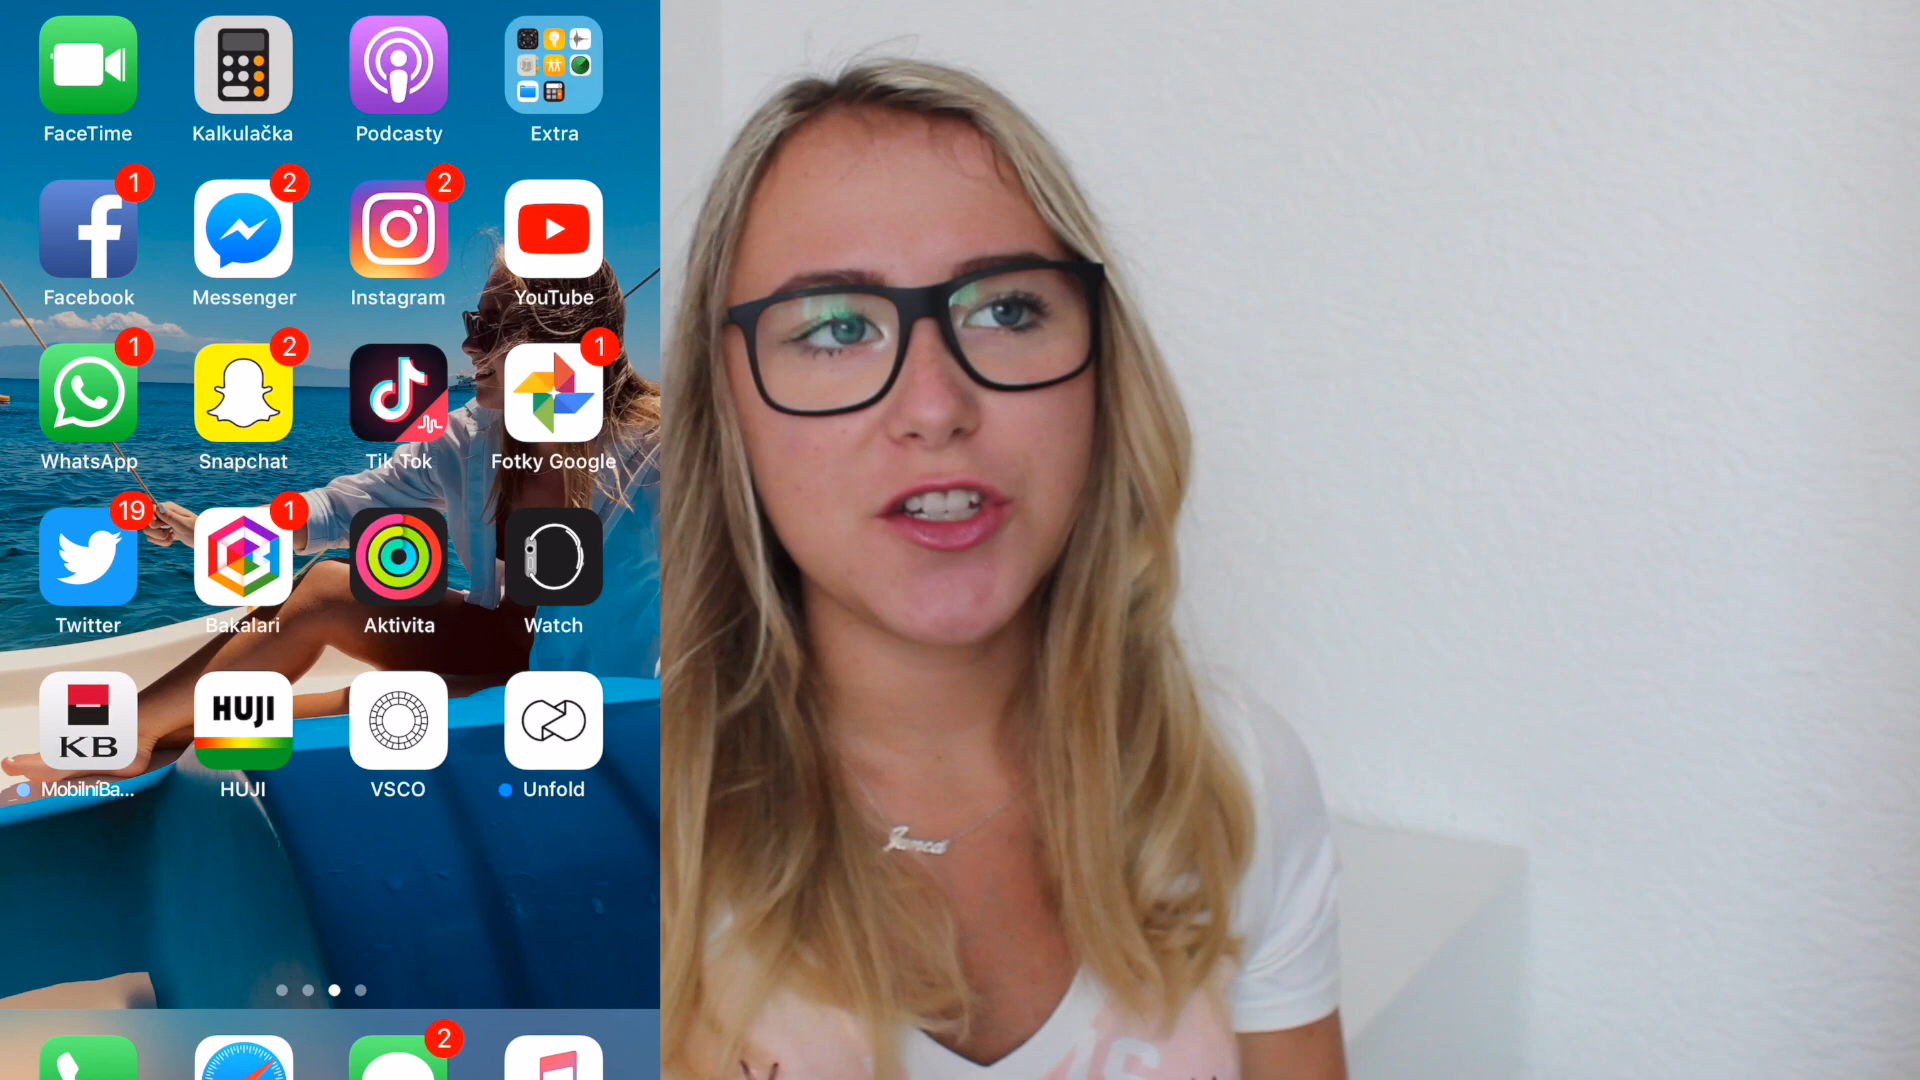 FaceTime
Kalkulačka
Podcasty
Extra
1
2
2
Facebook
Messenger
Instagram
YouTube
1
2
1
WhatsApp
Snapchat
Tik Tok
Fotky Google
19
1
Twitter
Bakalari
Aktivita
Watch
KB
HUJI
MobilníBa...
HUJI
VSCO
Unfold
2